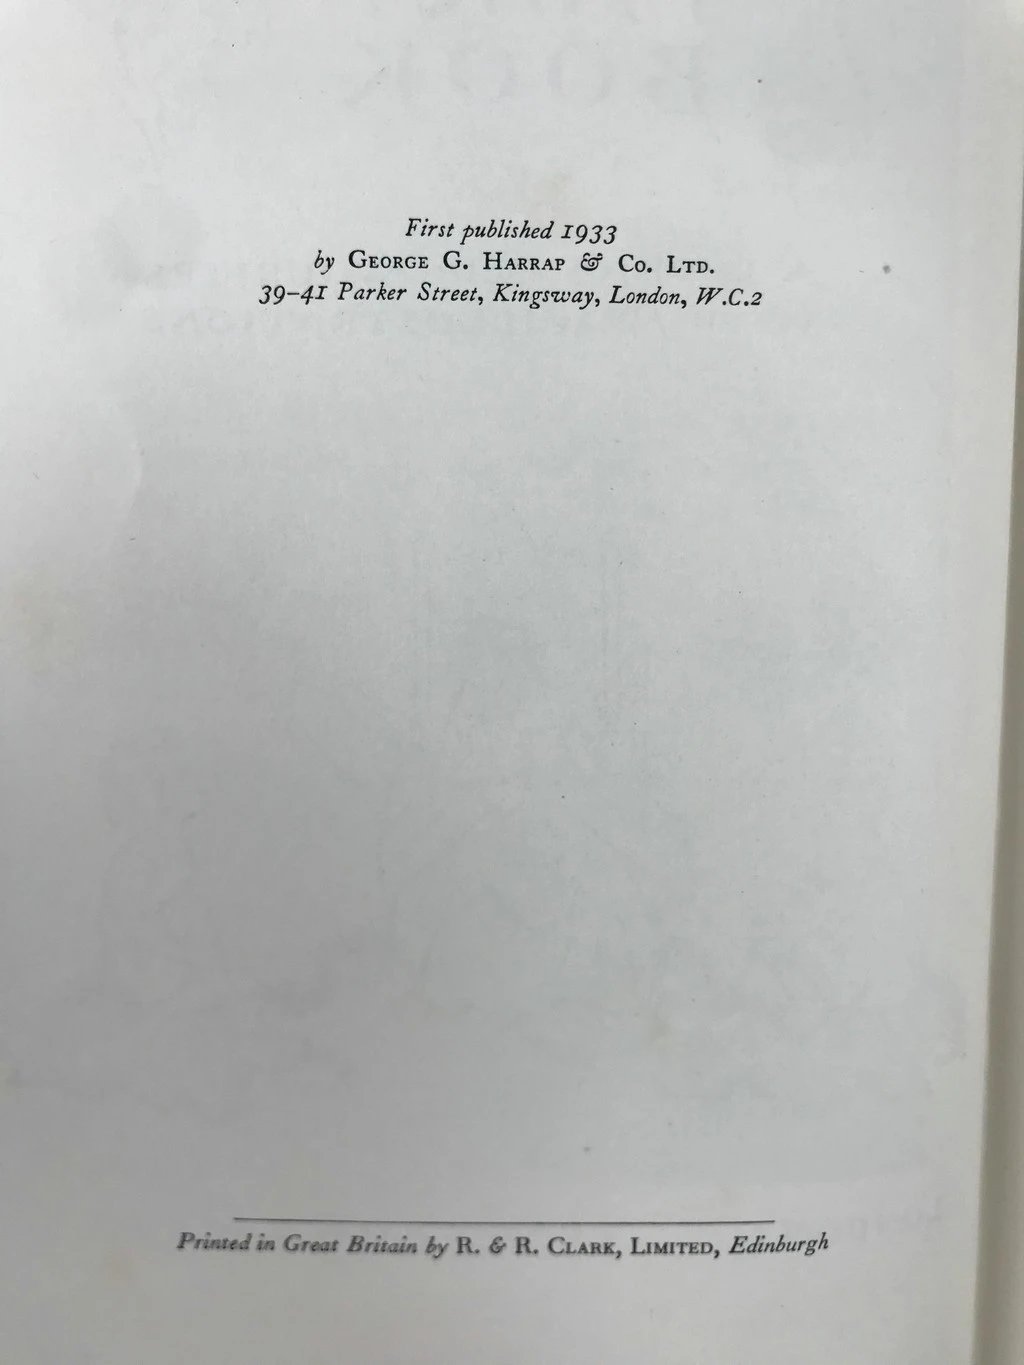 First published 1933
by GEORGE G. HARRAP & CO. LTD.
39–41 Parker Street, Kingsway, London, W.C.2
Printed in Great Britain by R. & R. CLARK, LIMITED, Edinburgh